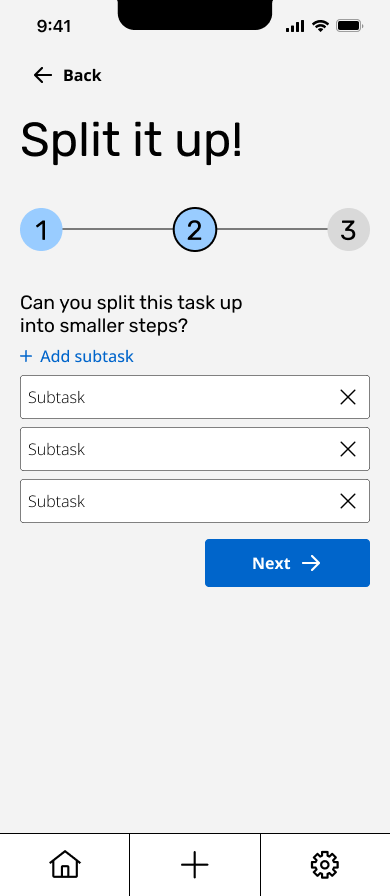 9:41
Back
Split it up!
1 2 3
Can you split this task up
into smaller steps?
+ Add subtask
Subtask
Subtask
Subtask
Next